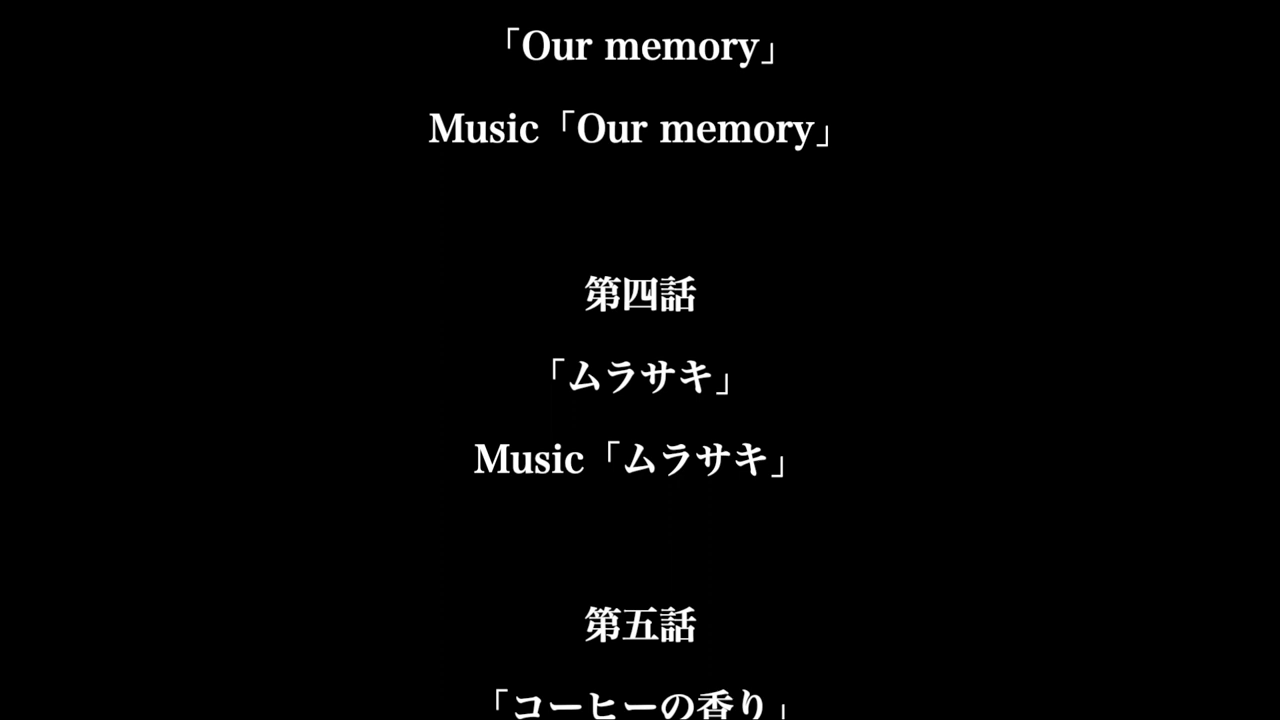 「Our memory」
Music「Our memory」
第四話
「ムラサキ」
Music「ムラサキ」
第五話
「コーヒーの香り」